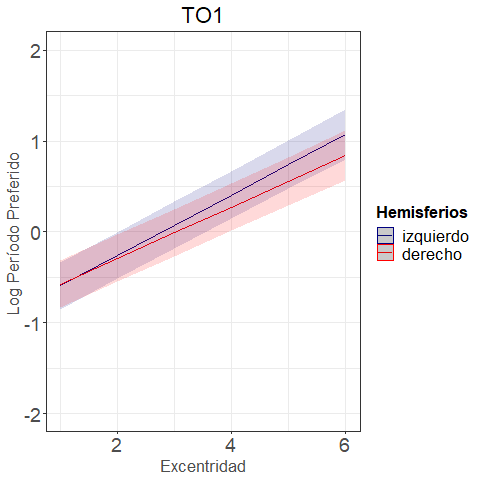 TO1
Log Período Preferido
2
1
0
-1
-2
2 4 6
Excentridad
Hemisferios
izquierdo
derecho